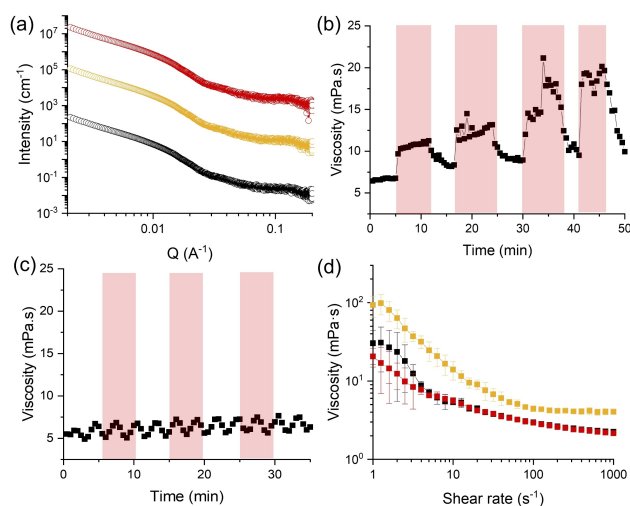 (a)
Intensity (cm⁻¹)
10⁷
10⁵
10³
10¹
10⁻¹
10⁻³
0.01
0.1
Q (A⁻¹)
(b)
Viscosity (mPa.s)
25
20
15
10
5
0 10 20 30 40 50
Time (min)
(c)
Viscosity (mPa.s)
25
20
15
10
5
0 10 20 30
Time (min)
(d)
Viscosity (mPa·s)
10²
10¹
10⁰
1 10 100 1000
Shear rate (s⁻¹)